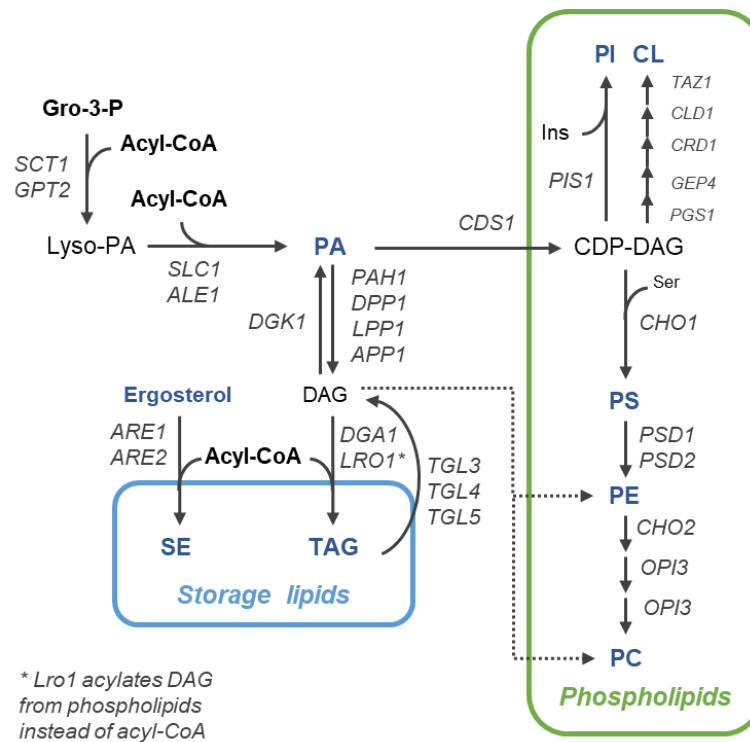 PI CL
TAZ1
CLD1
CRD1
GEP4
PGS1
Ins
PIS1
Gro-3-P
Acyl-CoA
SCT1
GPT2
Acyl-CoA
Lyso-PA
SLC1
ALE1
PA
CDS1
CDP-DAG
DGK1
PAH1
DPP1
LPP1
APP1
Ser
CHO1
Ergosterol
DAG
PS
ARE1
ARE2
Acyl-CoA
DGA1
LRO1*
TGL3
TGL4
TGL5
PSD1
PSD2
PE
SE
TAG
Storage lipids
CHO2
OPI3
OPI3
PC
Phospholipids
* Lro1 acylates DAG
from phospholipids
instead of acyl-CoA